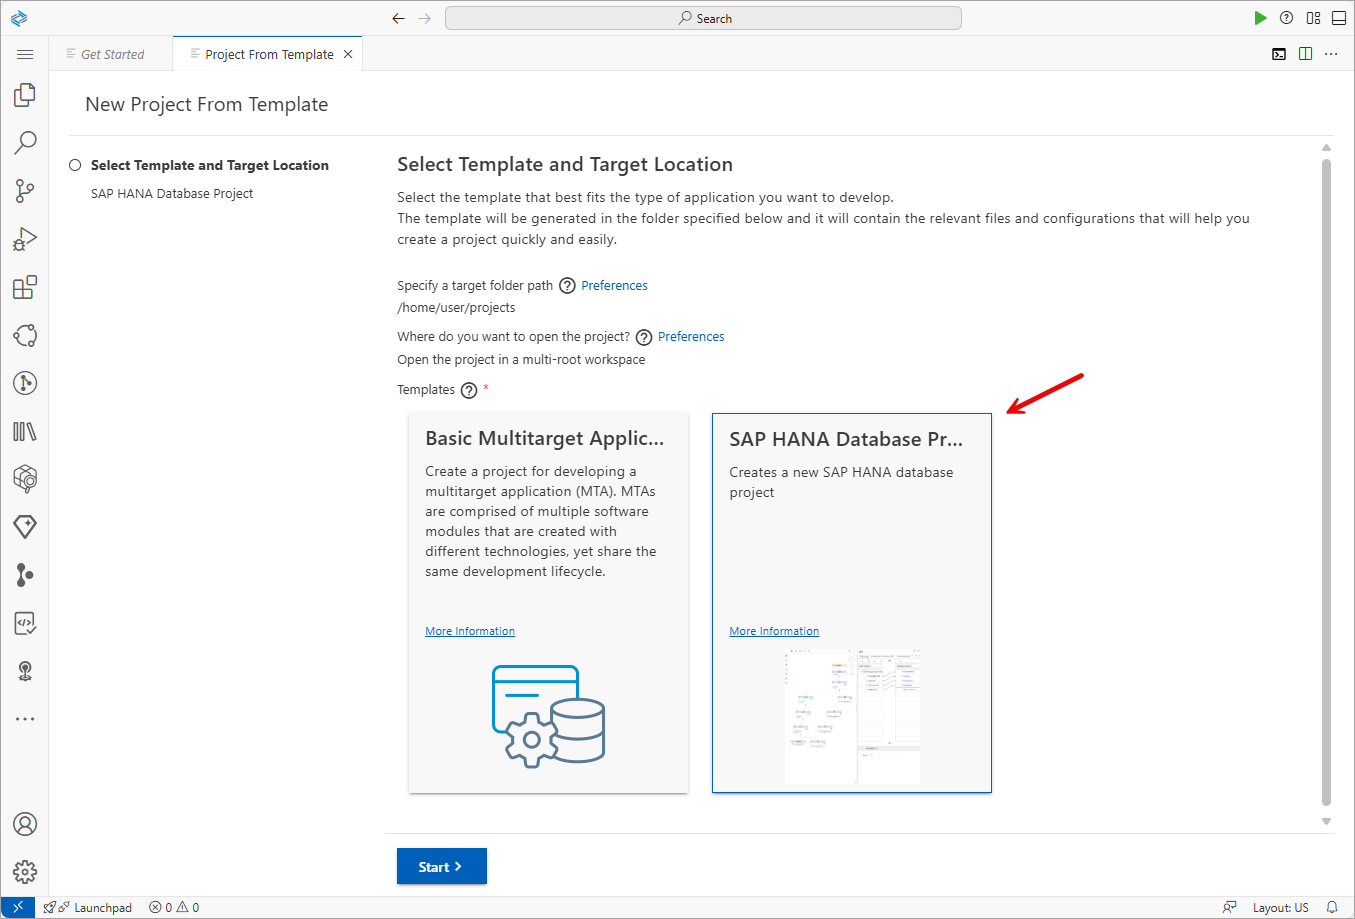 Search
Get Started
Project From Template
New Project From Template
Select Template and Target Location
SAP HANA Database Project
Select Template and Target Location
Select the template that best fits the type of application you want to develop.
The template will be generated in the folder specified below and it will contain the relevant files and configurations that will help you
create a project quickly and easily.
Specify a target folder path ? Preferences
/home/user/projects
Where do you want to open the project? ? Preferences
Open the project in a multi-root workspace
Templates ? *
Basic Multitarget Applic...
Create a project for developing a
multitarget application (MTA). MTAs
are comprised of multiple software
modules that are created with
different technologies, yet share the
same development lifecycle.
More Information
SAP HANA Database Pr...
Creates a new SAP HANA database
project
More Information
Start
Launchpad 0 0
Layout: US